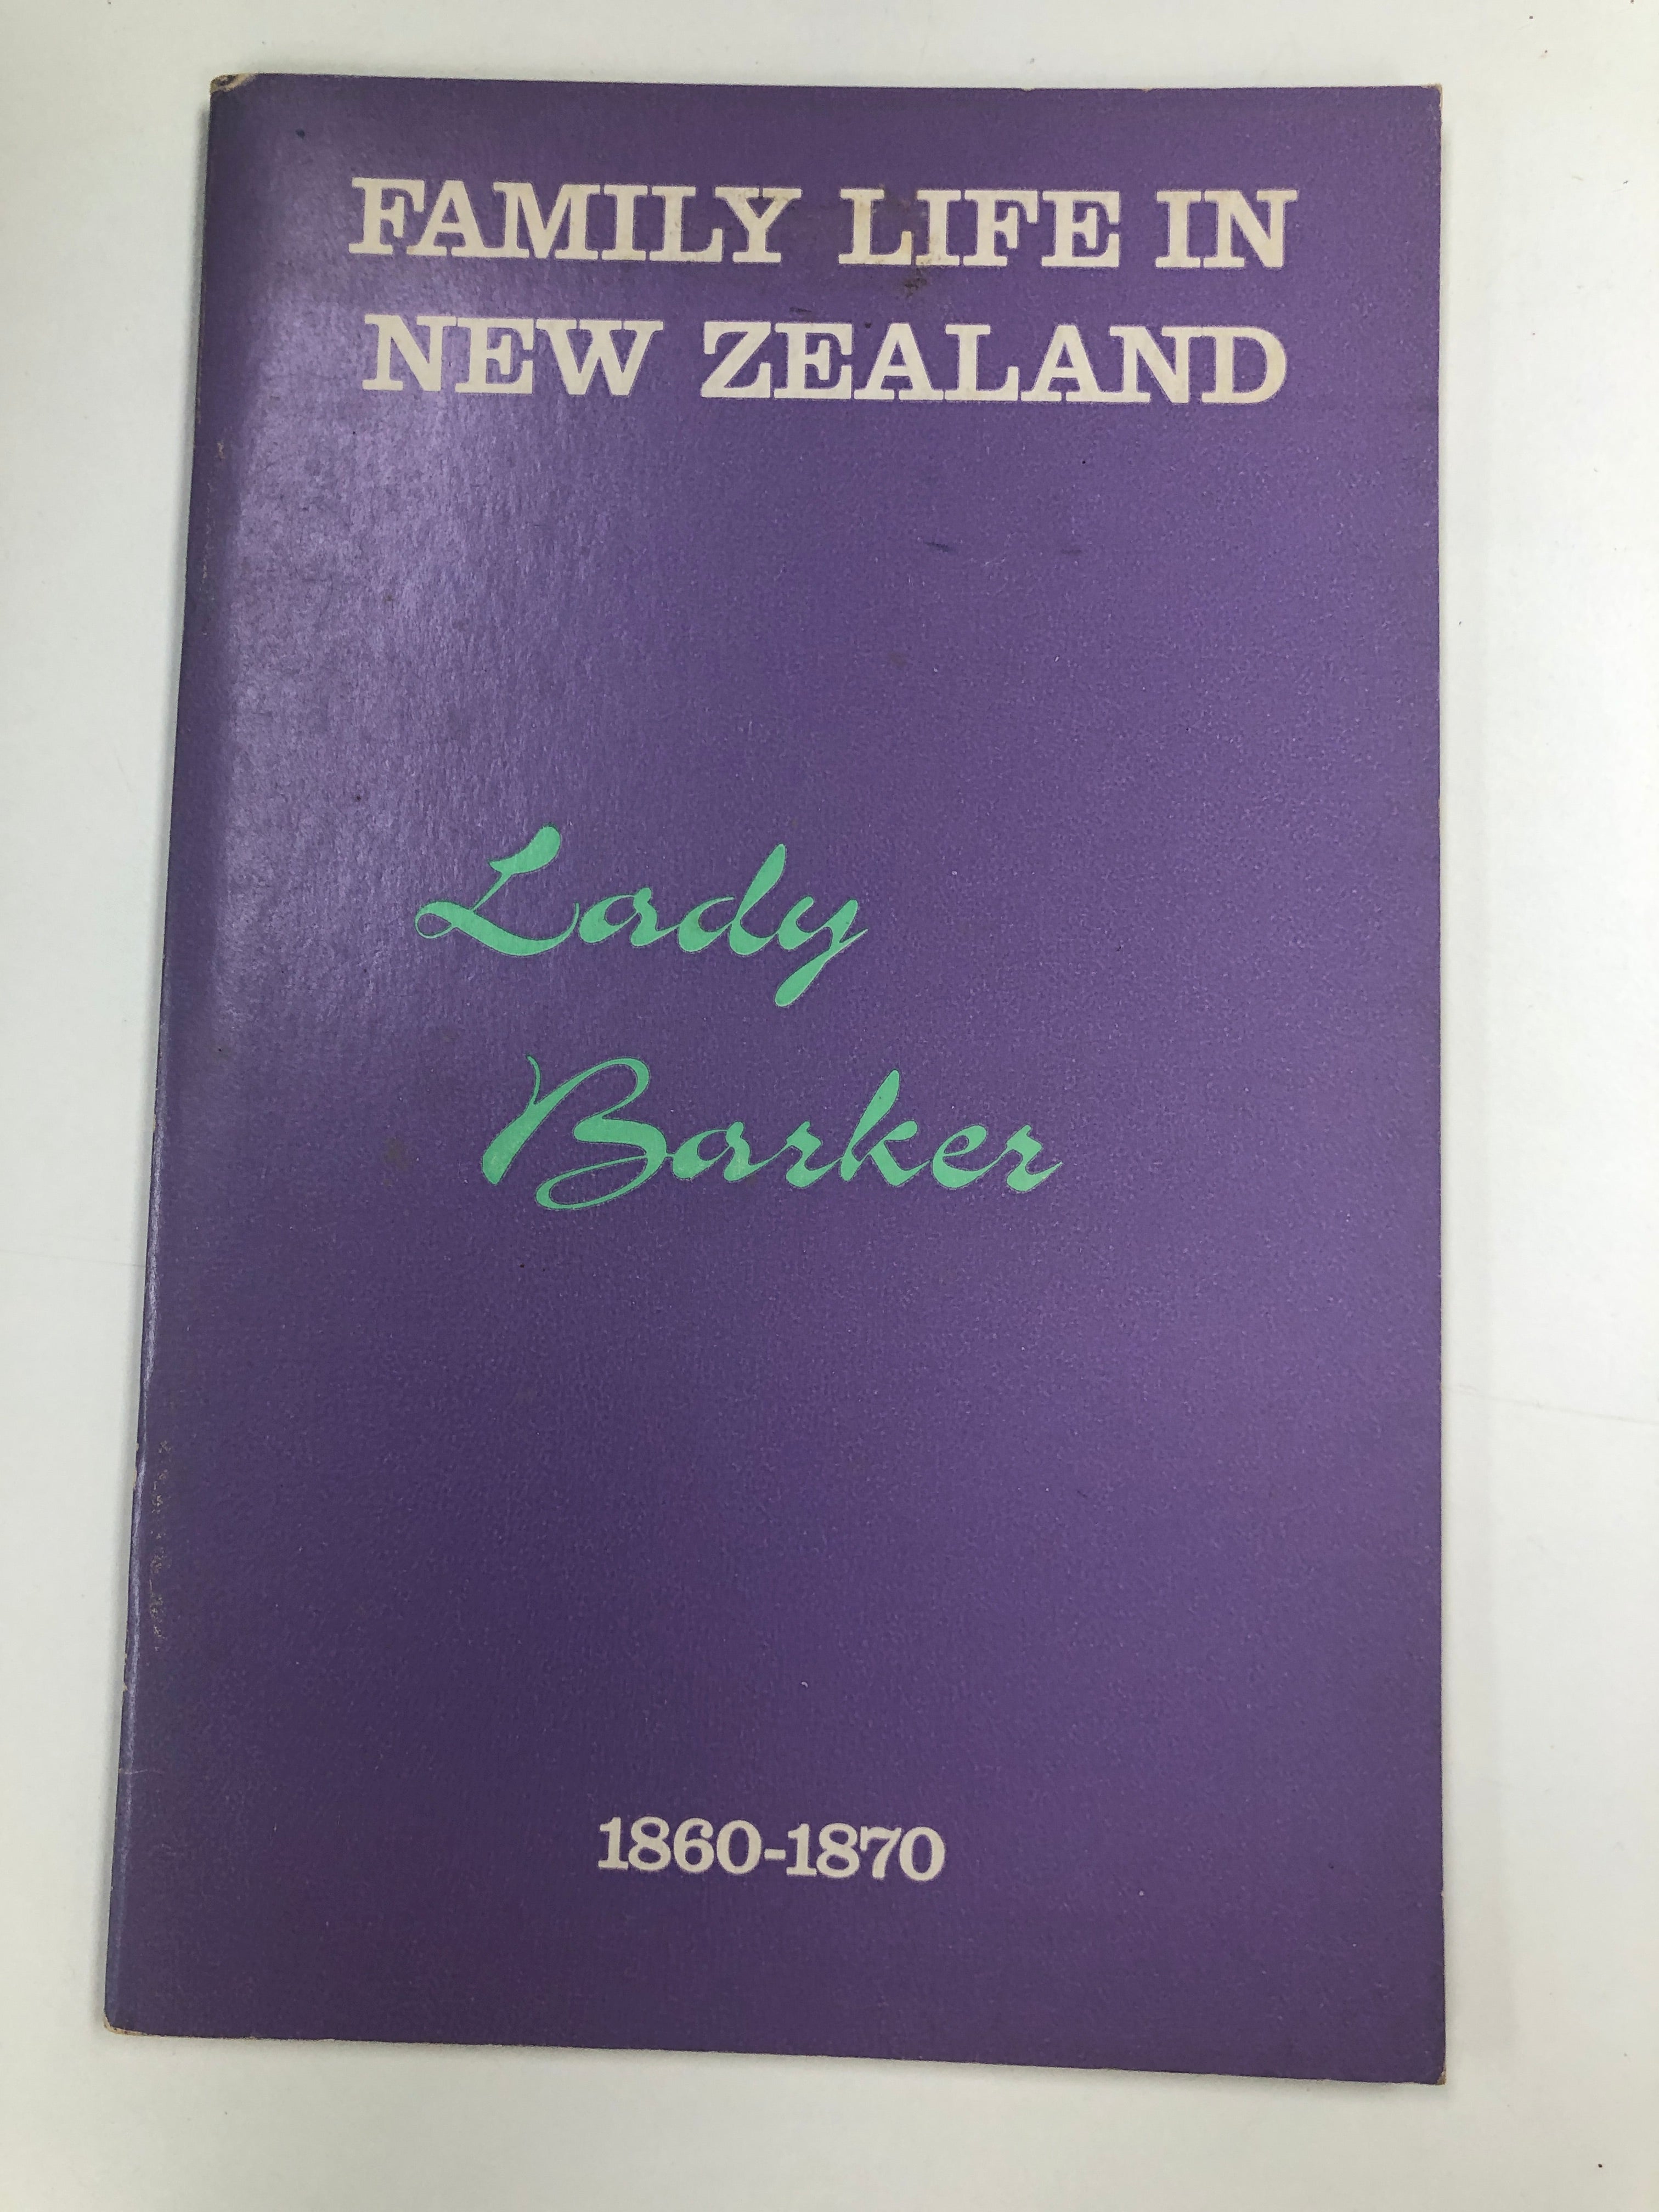 FAMILY LIFE IN
NEW ZEALAND
Lady
Barker
1860-1870